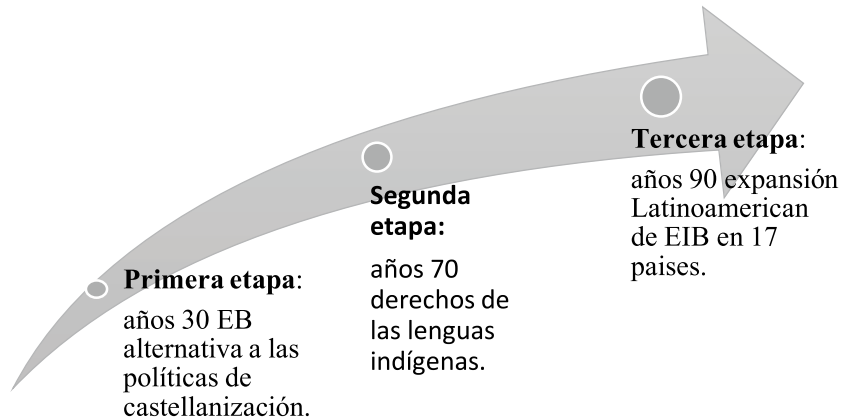 Primera etapa:
años 30 EB
alternativa a las
políticas de
castellanización.
Segunda
etapa:
años 70
derechos de
las lenguas
indígenas.
Tercera etapa:
años 90 expansión
Latinoamerican
de EIB en 17
paises.